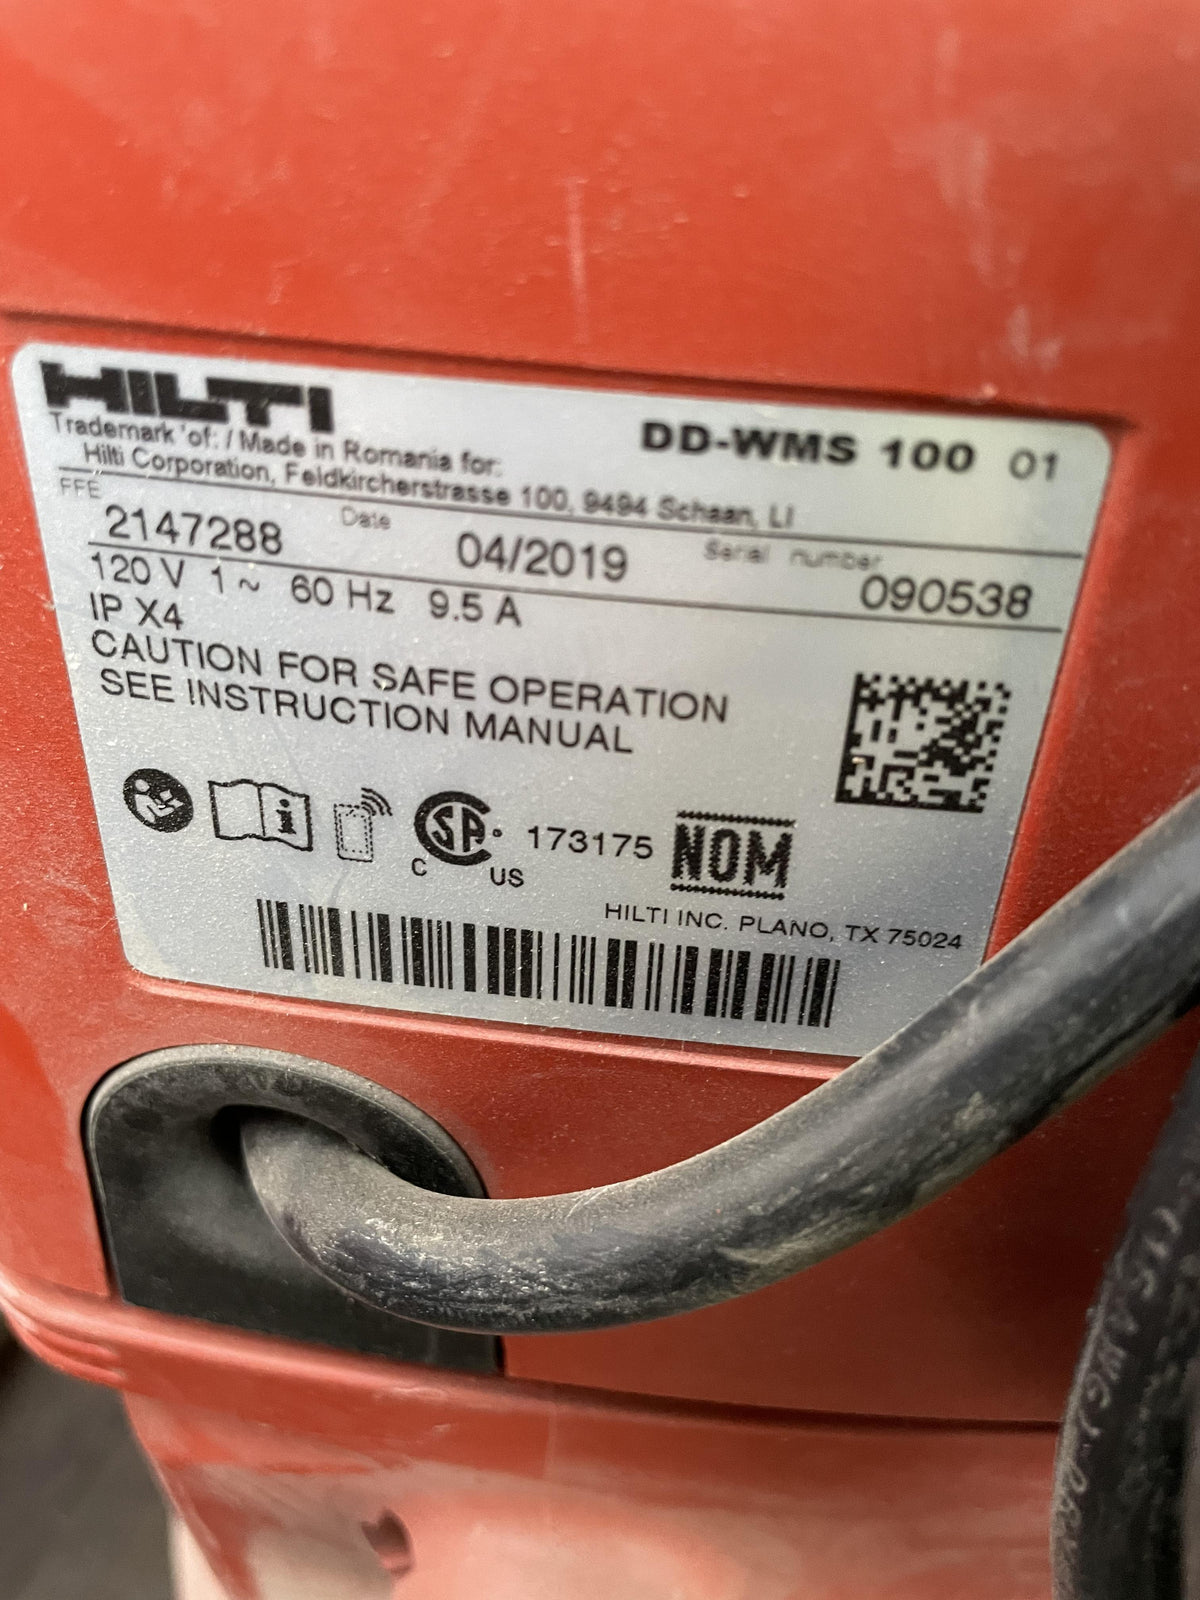 HILTI
DD-WMS 100 01
Trademark of: / Made in Romania for:
Hilti Corporation, Feldkircherstrasse 100, 9494 Schaan, LI
FFE Date Serial number
2147288 04/2019 090538
120 V 1~ 60 Hz 9.5 A
IP X4
CAUTION FOR SAFE OPERATION
SEE INSTRUCTION MANUAL
i
CSA C US 173175 NOM
HILTI INC. PLANO, TX 75024